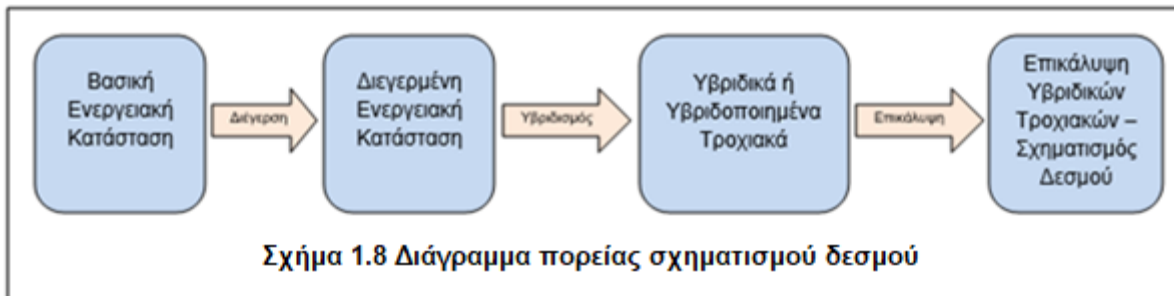 Βασική
Ενεργειακή
Κατάσταση
Διέγερση
Διεγερμένη
Ενεργειακή
Κατάσταση
Υβριδισμός
Υβριδικά ή
Υβριδοποιημένα
Τροχιακά
Επικάλυψη
Επικάλυψη
Υβριδικών
Τροχιακών –
Σχηματισμός
Δεσμού
Σχήμα 1.8 Διάγραμμα πορείας σχηματισμού δεσμού